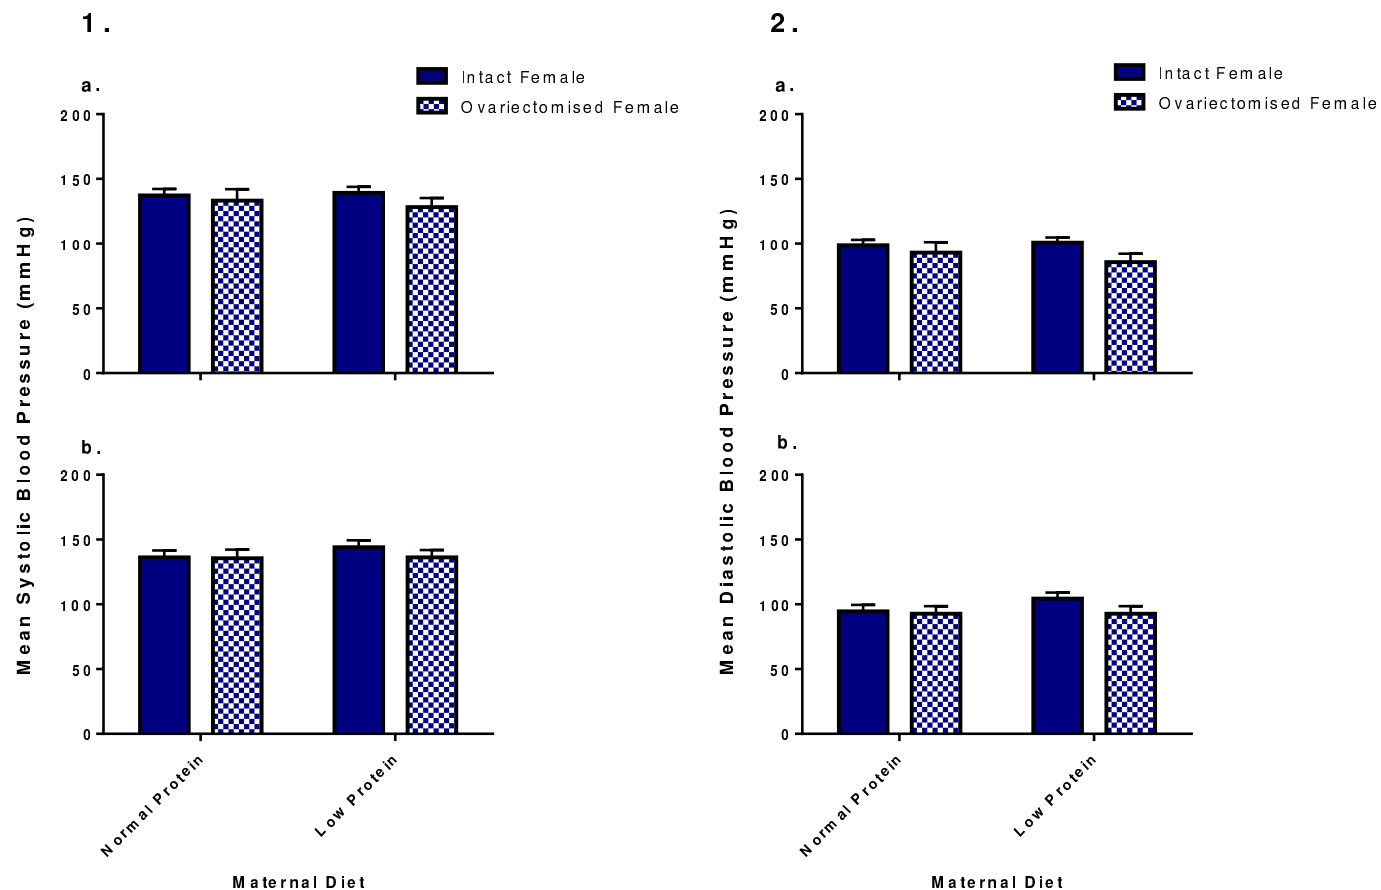 1.
Intact Female
Ovariectomised Female
a.
200
150
100
50
0
Mean Systolic Blood Pressure (mmHg)
b.
200
150
100
50
0
Normal Protein
Low Protein
Maternal Diet
2.
Intact Female
Ovariectomised Female
a.
200
150
100
50
0
Mean Diastolic Blood Pressure (mmHg)
b.
200
150
100
50
0
Normal Protein
Low Protein
Maternal Diet